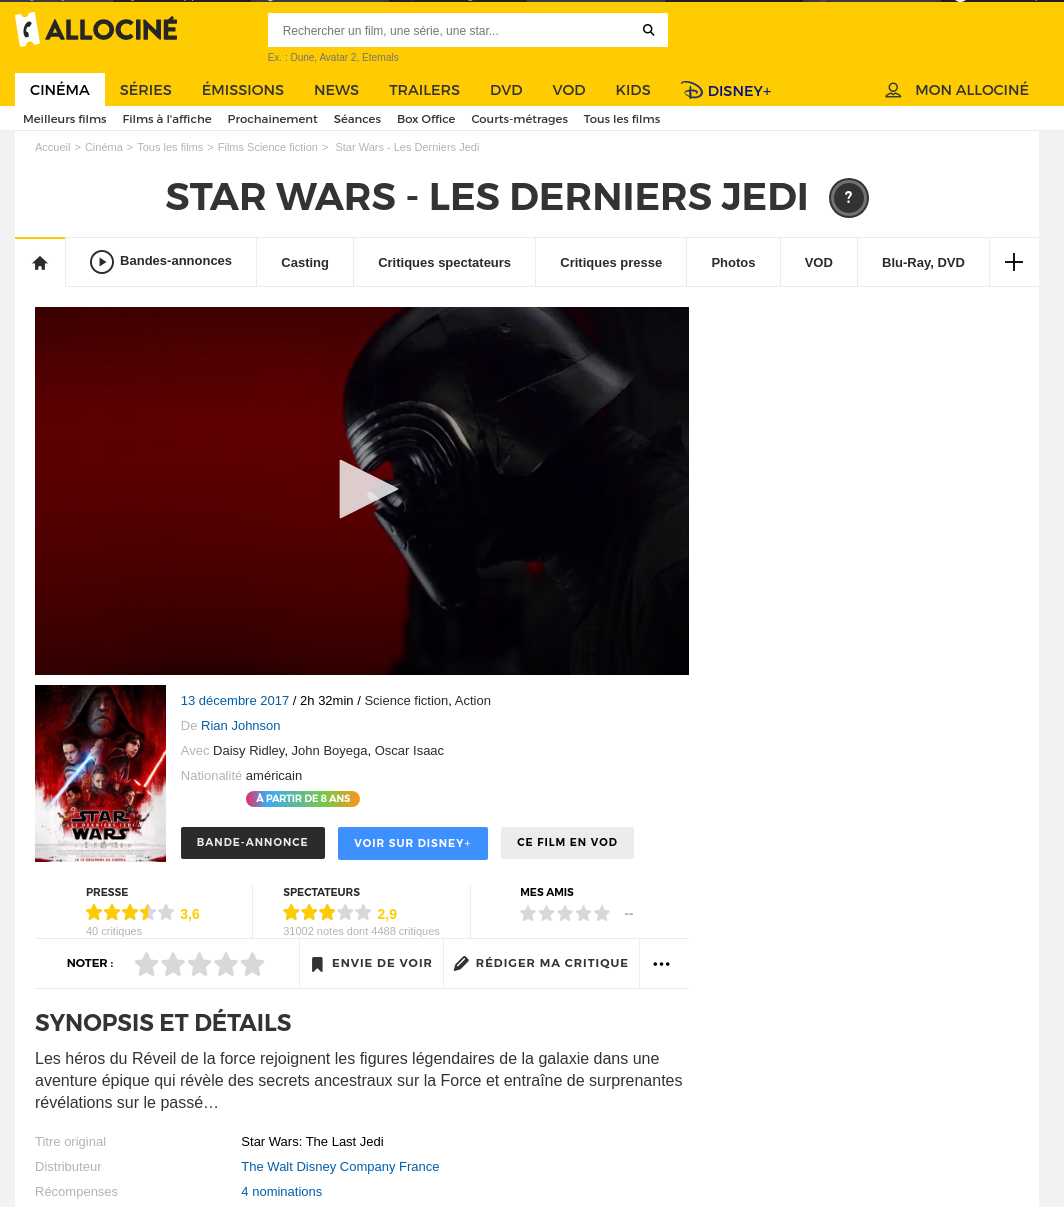 ALLOCINÉ
Rechercher un film, une série, une star...
Ex. : Dune, Avatar 2, Eternals
CINÉMA SÉRIES ÉMISSIONS NEWS TRAILERS DVD VOD KIDS DISNEY+ MON ALLOCINÉ
Meilleurs films Films à l'affiche Prochainement Séances Box Office Courts-métrages Tous les films
Accueil > Cinéma > Tous les films > Films Science fiction > Star Wars - Les Derniers Jedi
STAR WARS - LES DERNIERS JEDI ?
Bandes-annonces Casting Critiques spectateurs Critiques presse Photos VOD Blu-Ray, DVD
13 décembre 2017 / 2h 32min / Science fiction, Action
De Rian Johnson
Avec Daisy Ridley, John Boyega, Oscar Isaac
Nationalité américain
À PARTIR DE 8 ANS
STAR
WARS
BANDE-ANNONCE VOIR SUR DISNEY+ CE FILM EN VOD
PRESSE SPECTATEURS MES AMIS
3,6 2,9 --
40 critiques 31002 notes dont 4488 critiques
NOTER : ENVIE DE VOIR RÉDIGER MA CRITIQUE •••
SYNOPSIS ET DÉTAILS
Les héros du Réveil de la force rejoignent les figures légendaires de la galaxie dans une
aventure épique qui révèle des secrets ancestraux sur la Force et entraîne de surprenantes
révélations sur le passé…
Titre original Star Wars: The Last Jedi
Distributeur The Walt Disney Company France
Récompenses 4 nominations